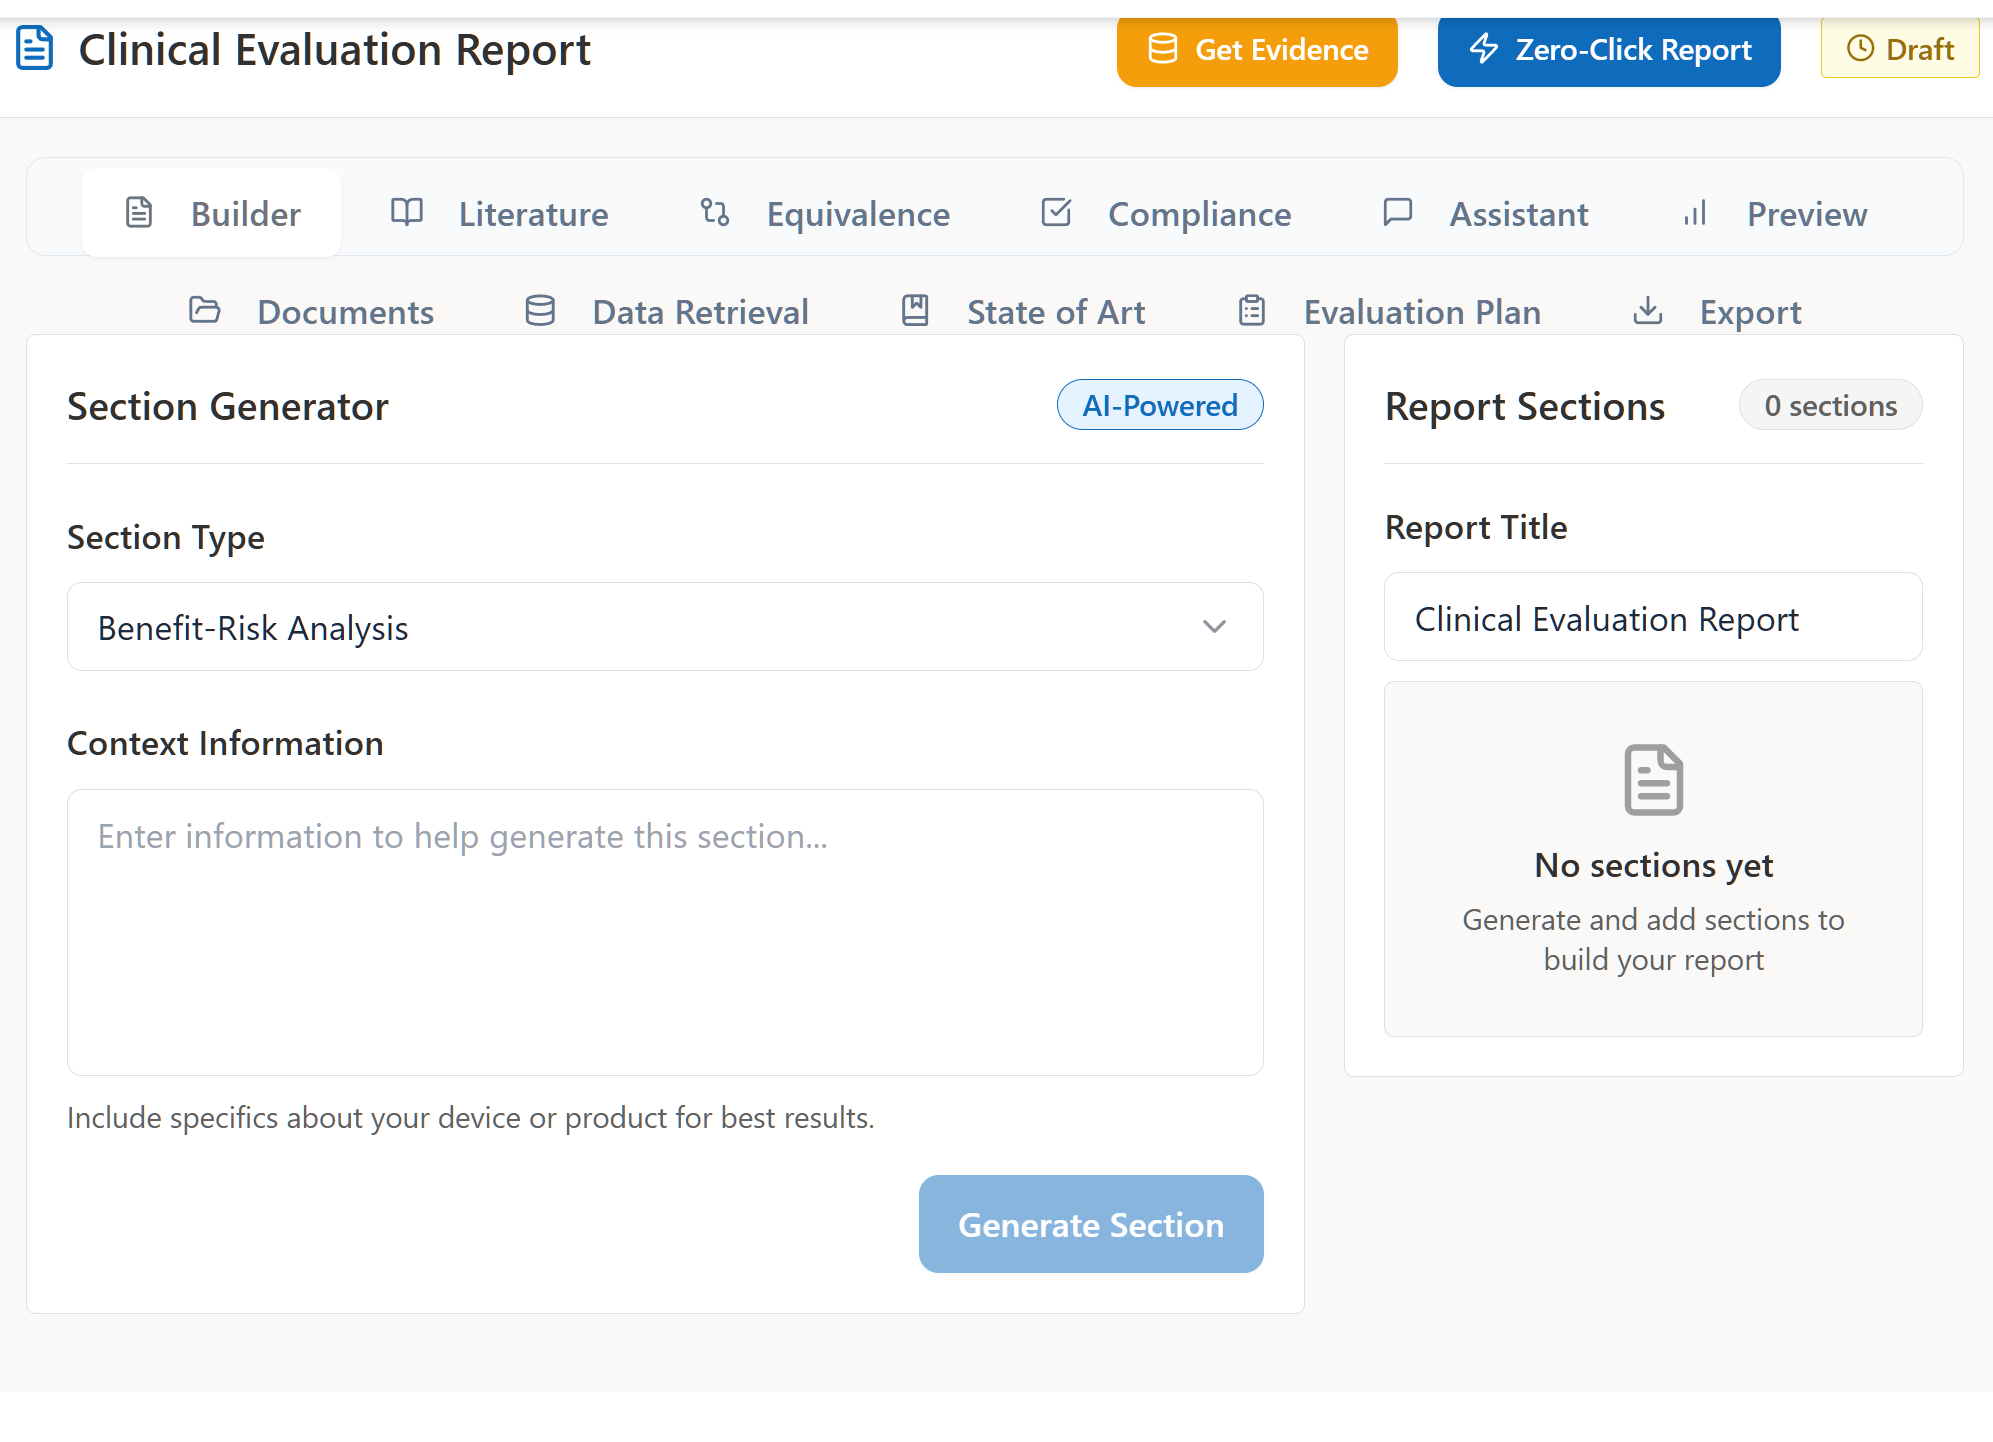 Clinical Evaluation Report
Get Evidence
Zero-Click Report
Draft
Builder
Literature
Equivalence
Compliance
Assistant
Preview
Documents
Data Retrieval
State of Art
Evaluation Plan
Export
Section Generator
AI-Powered
Section Type
Benefit-Risk Analysis
Context Information
Enter information to help generate this section...
Include specifics about your device or product for best results.
Generate Section
Report Sections
0 sections
Report Title
Clinical Evaluation Report
No sections yet
Generate and add sections to
build your report